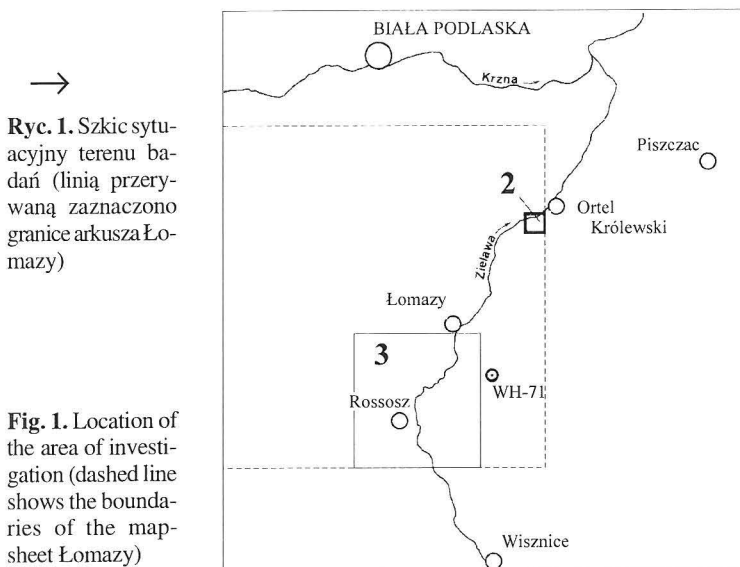 Ryc. 1. Szkic sytu-
acyjny terenu ba-
dań (linią przery-
waną zaznaczono
granice arkusza Ło-
mazy)
Fig. 1. Location of
the area of investi-
gation (dashed line
shows the bounda-
ries of the map-
sheet Łomazy)
BIAŁA PODLASKA
Krzna
Piszczac
2
Ortel
Królewski
Zielawa
Łomazy
3
WH-71
Rossosz
Wisznice